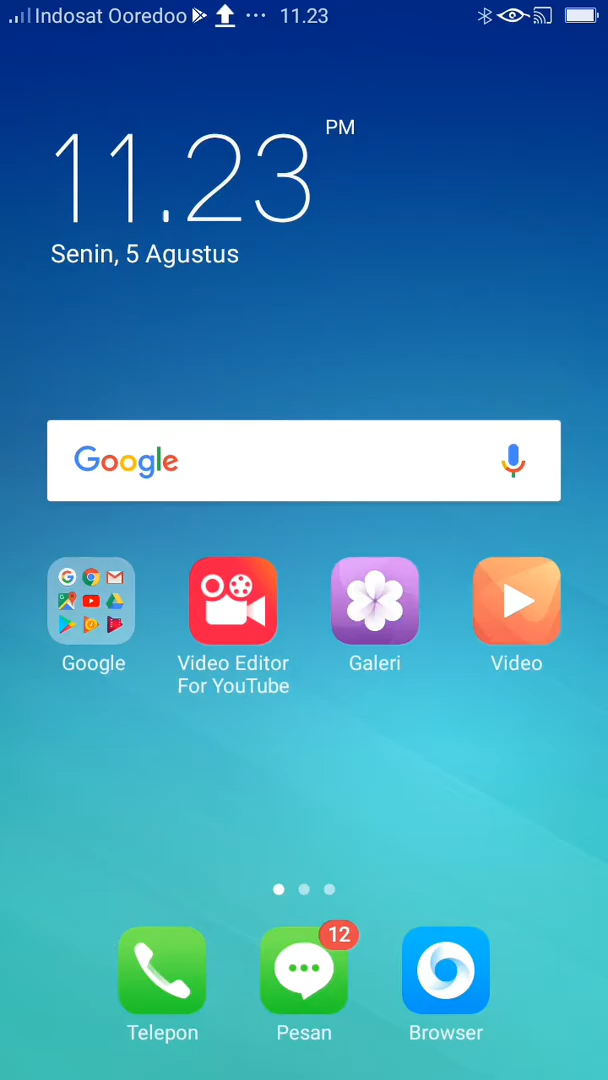 Indosat Ooredoo ... 11.23
11.23 PM
Senin, 5 Agustus
Google
Google
Video Editor
For YouTube
Galeri
Video
12
Telepon
Pesan
Browser